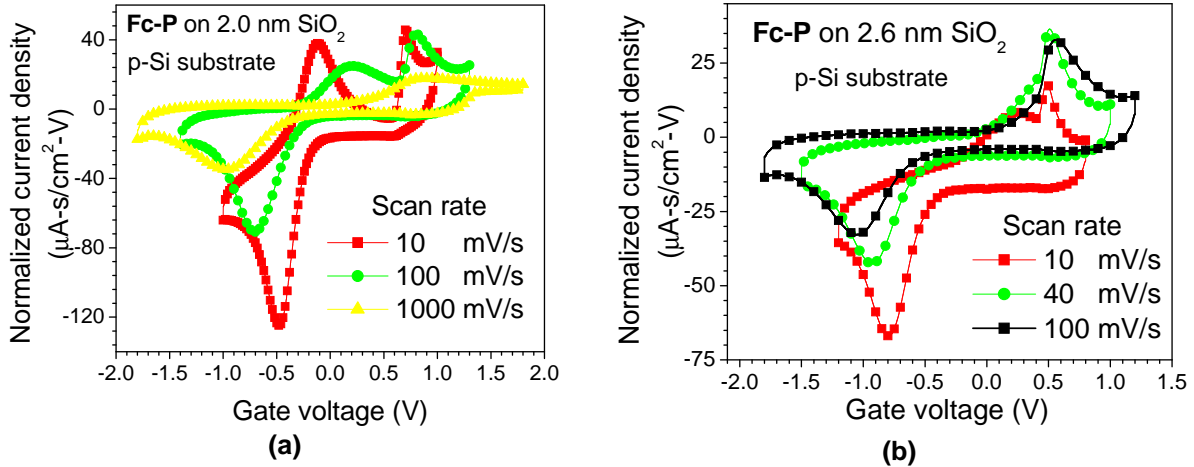 Fc-P on 2.0 nm SiO2
p-Si substrate
Normalized current density
(µA-s/cm2-V)
40
0
-40
-80
-120
Scan rate
10 mV/s
100 mV/s
1000 mV/s
-2.0 -1.5 -1.0 -0.5 0.0 0.5 1.0 1.5 2.0
Gate voltage (V)
(a)
Fc-P on 2.6 nm SiO2
p-Si substrate
Normalized current density
(µA-s/cm2-V)
25
0
-25
-50
-75
Scan rate
10 mV/s
40 mV/s
100 mV/s
-2.0 -1.5 -1.0 -0.5 0.0 0.5 1.0 1.5
Gate voltage (V)
(b)